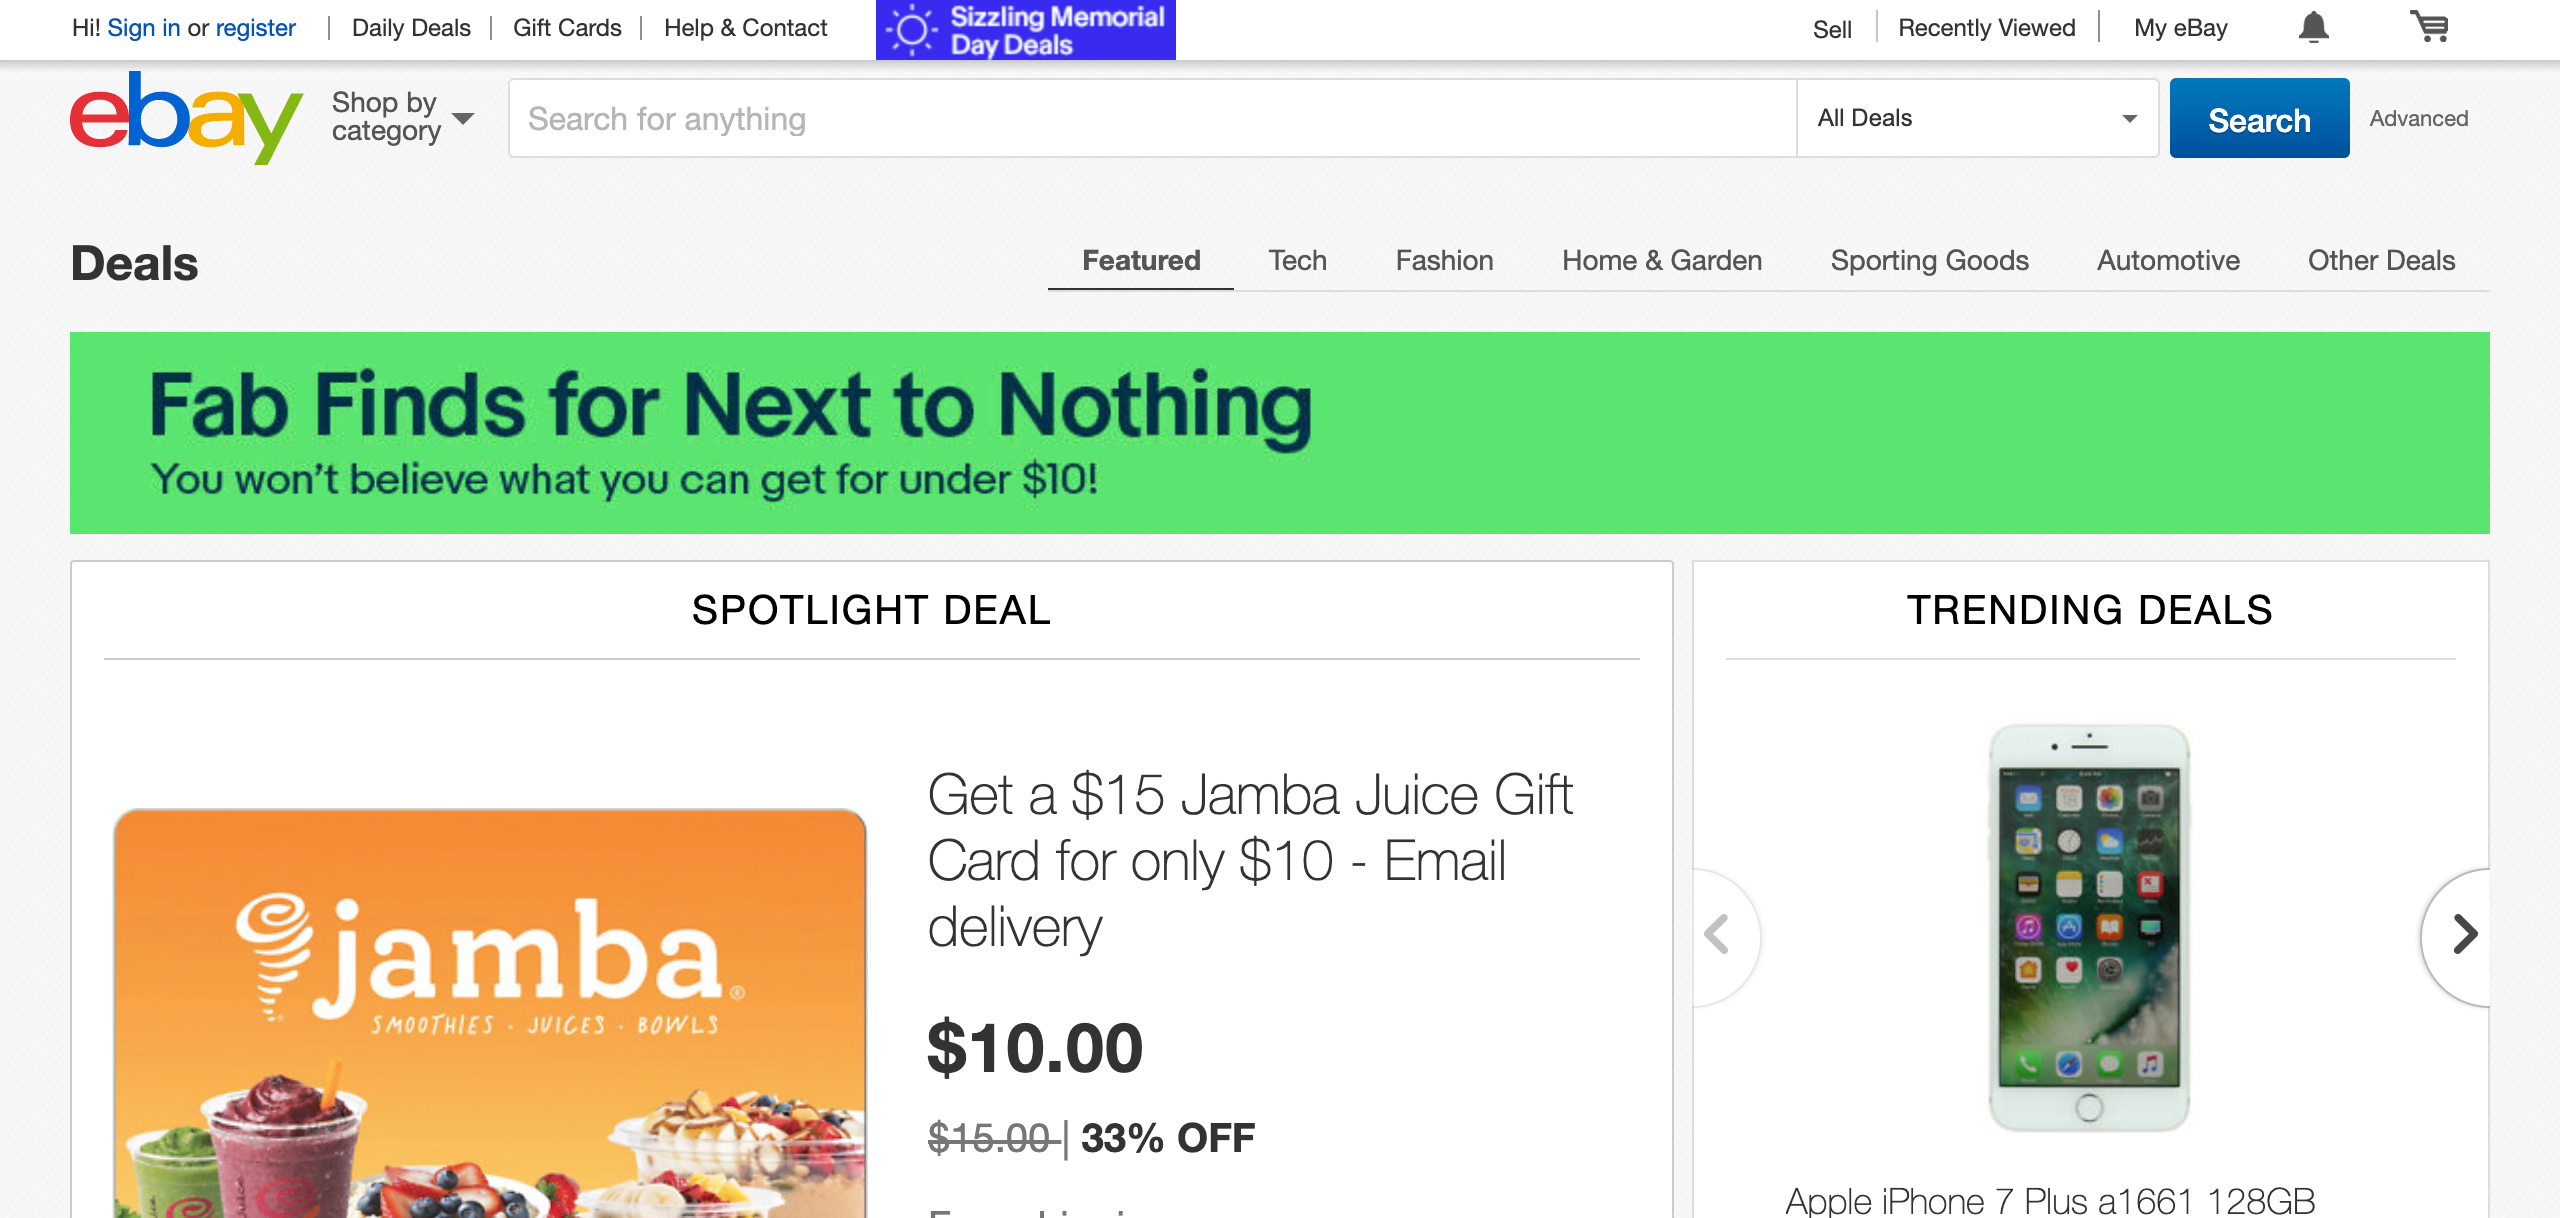 Hi! Sign in or register
Daily Deals
Gift Cards
Help & Contact
Sizzling Memorial
Day Deals
Sell
Recently Viewed
My eBay
ebay
Shop by
category
Search for anything
All Deals
Search
Advanced
Deals
Featured
Tech
Fashion
Home & Garden
Sporting Goods
Automotive
Other Deals
Fab Finds for Next to Nothing
You won't believe what you can get for under $10!
SPOTLIGHT DEAL
jamba®
SMOOTHIES · JUICES · BOWLS
Get a $15 Jamba Juice Gift
Card for only $10 - Email
delivery
$10.00
$15.00 | 33% OFF
TRENDING DEALS
Apple iPhone 7 Plus a1661 128GB